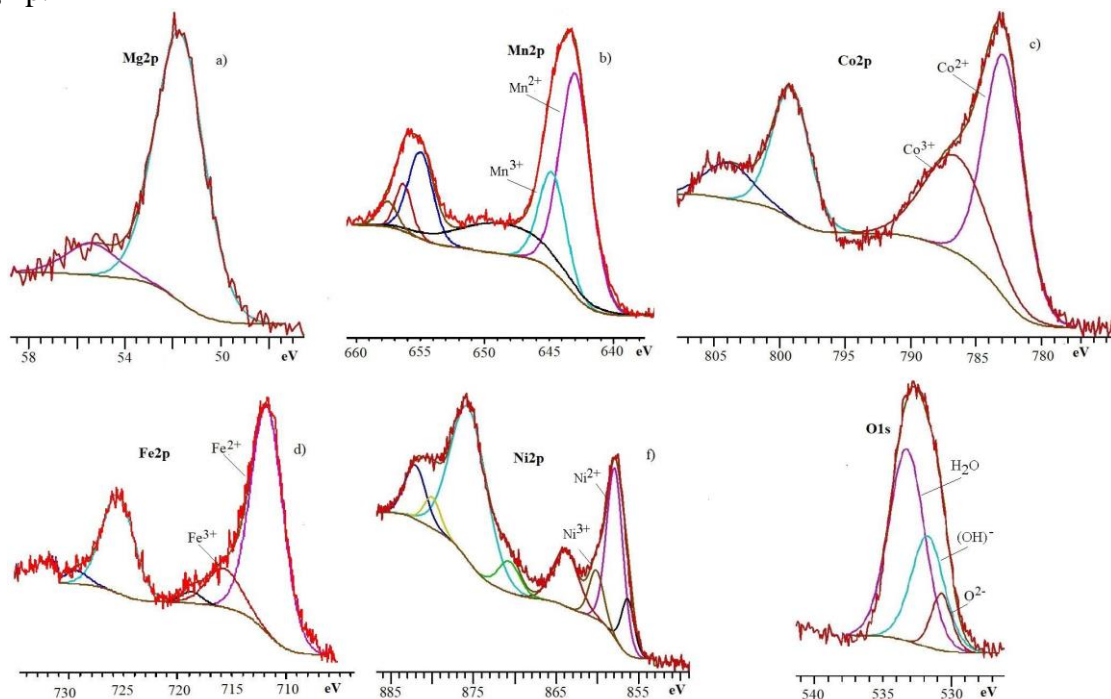 Mg2p
a)
58
54
50
eV
Mn2p
b)
Mn2+
Mn3+
660
655
650
645
640
eV
Co2p
c)
Co2+
Co3+
805
800
795
790
785
780
eV
Fe2p
d)
Fe2+
Fe3+
730
725
720
710
eV
Ni2p
f)
Ni2+
Ni3+
885
875
865
855
eV
O1s
H2O
(OH)-
O2-
540
535
530
eV